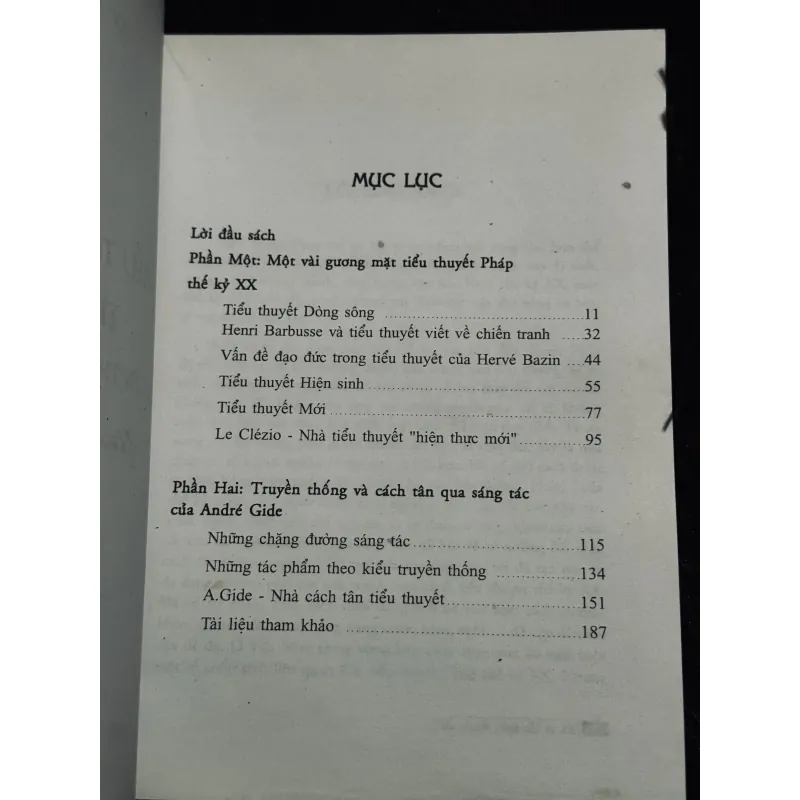 MỤC LỤC
Lời đầu sách
Phần Một: Một vài gương mặt tiểu thuyết Pháp
thế kỷ XX
Tiểu thuyết Dòng sông ..................11
Henri Barbusse và tiểu thuyết viết về chiến tranh .....32
Vấn đề đạo đức trong tiểu thuyết của Hervé Bazin ....44
Tiểu thuyết Hiện sinh ..................55
Tiểu thuyết Mới ..................77
Le Clézio - Nhà tiểu thuyết "hiện thực mới" ..........95
Phần Hai: Truyền thống và cách tân qua sáng tác
của André Gide
Những chặng đường sáng tác ..................115
Những tác phẩm theo kiểu truyền thống ..............134
A.Gide - Nhà cách tân tiểu thuyết ..................151
Tài liệu tham khảo ..................187